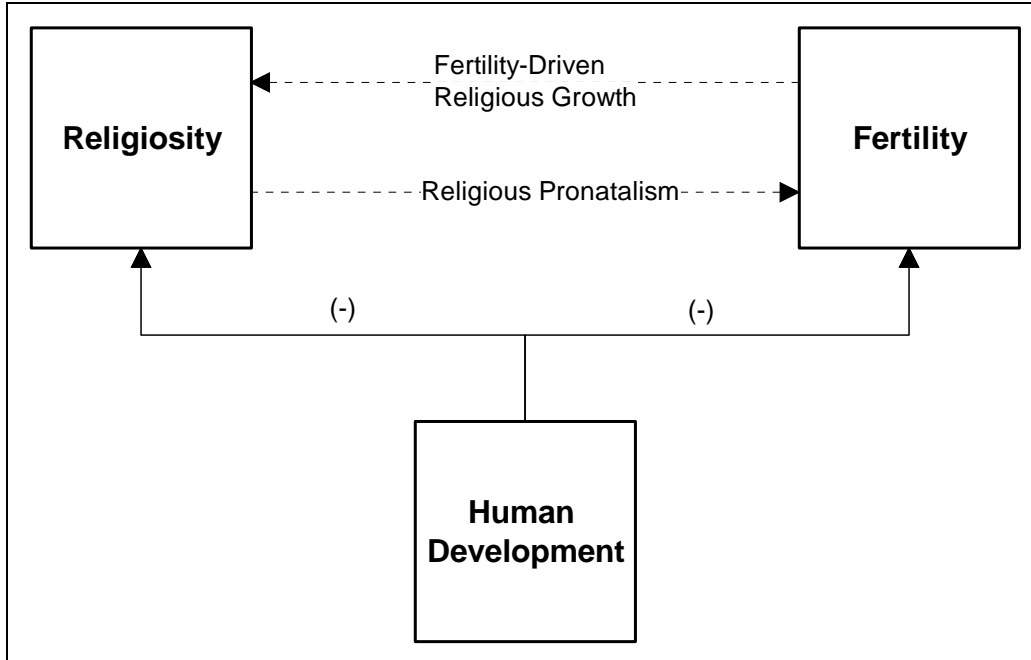 Fertility-Driven
Religious Growth
Religiosity
Fertility
Religious Pronatalism
(-)
(-)
Human
Development